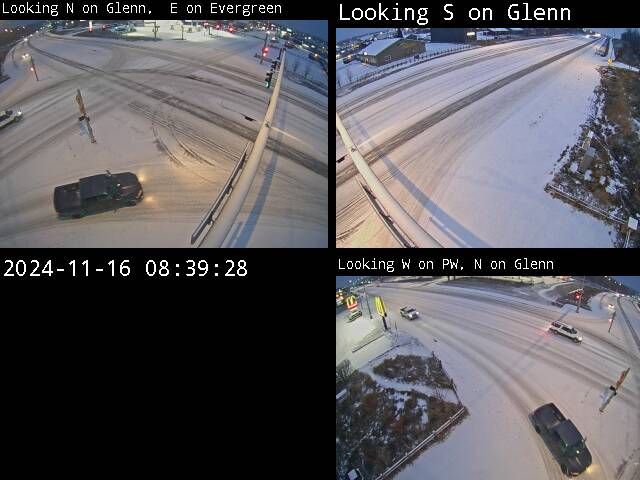 Looking N on Glenn,  E on Evergreen
Looking S on Glenn
2024-11-16 08:39:28
Looking W on PW, N on Glenn